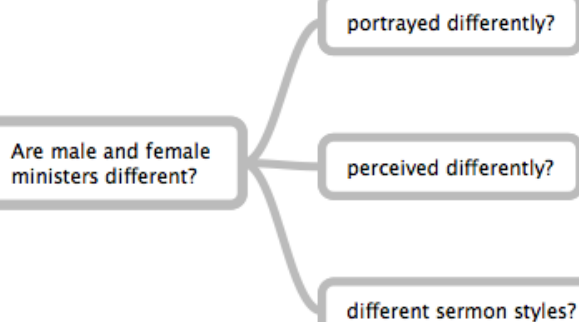 portrayed differently?
Are male and female
ministers different?
perceived differently?
different sermon styles?